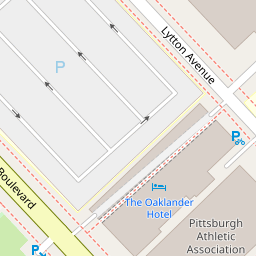 Lytton Avenue
P
P
Boulevard
The Oaklander
Hotel
Pittsburgh
Athletic
Association
P